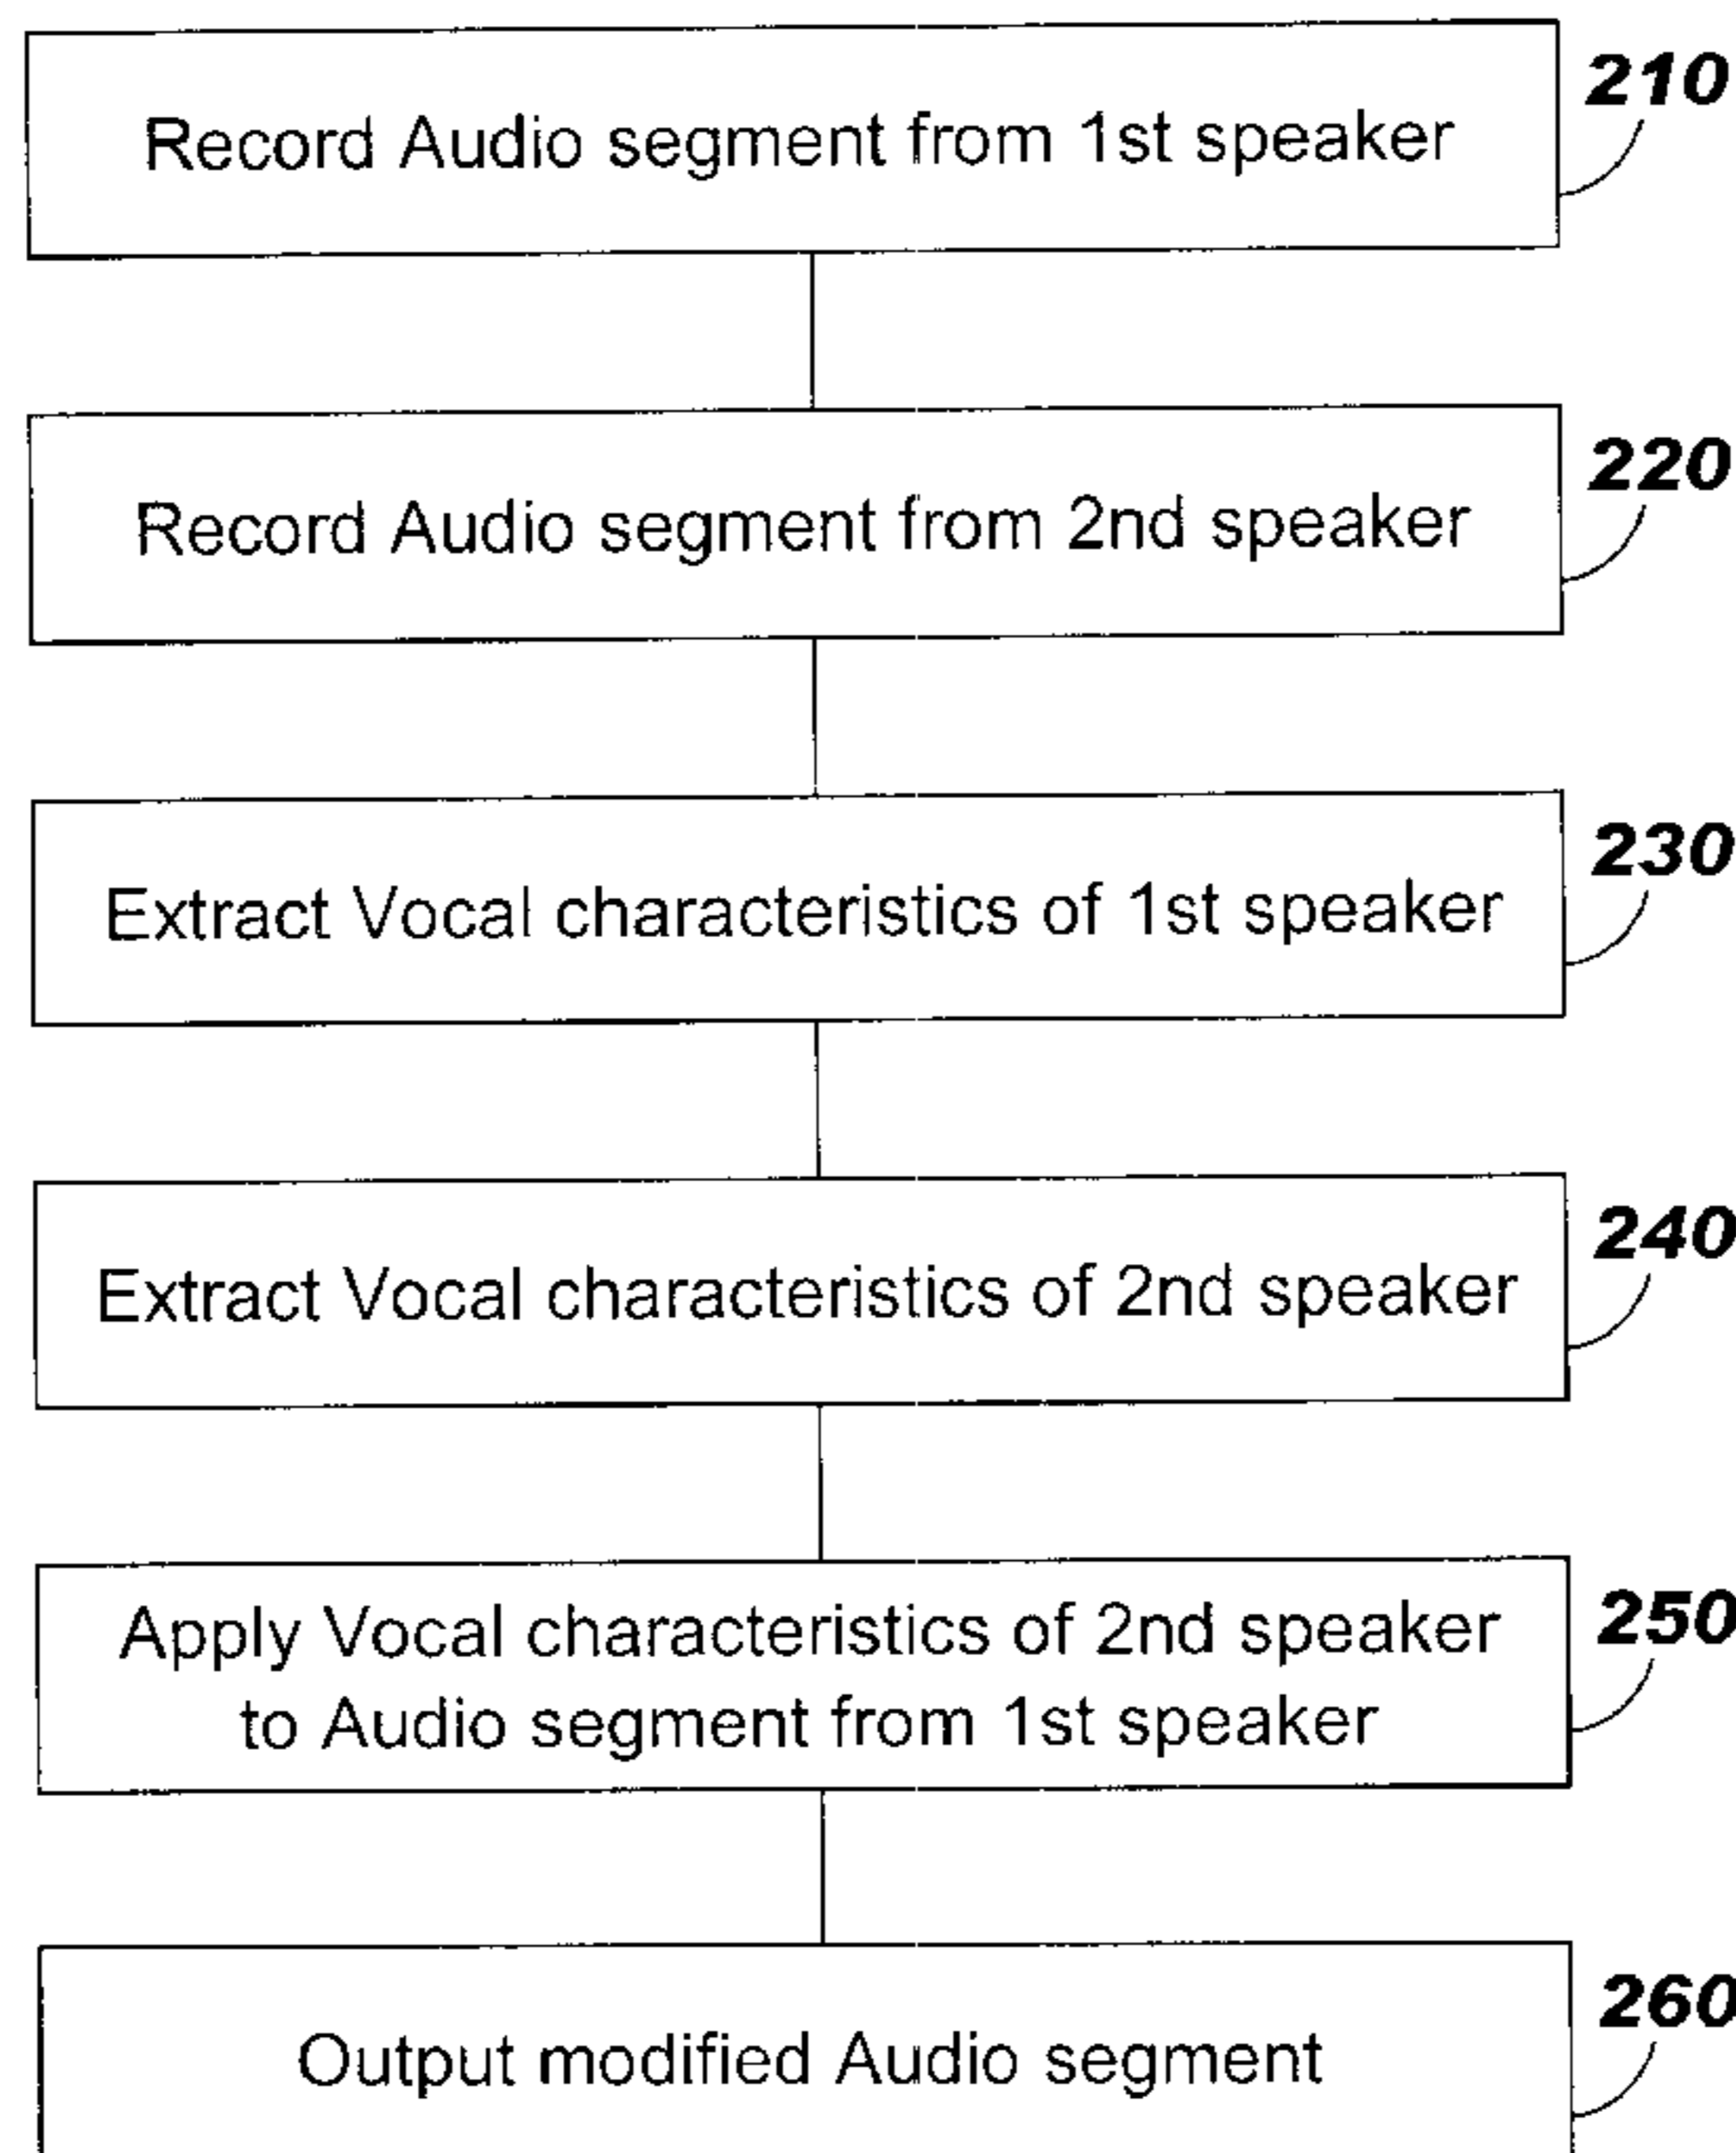 210
Record Audio segment from 1st speaker
220
Record Audio segment from 2nd speaker
230
Extract Vocal characteristics of 1st speaker
240
Extract Vocal characteristics of 2nd speaker
250
Apply Vocal characteristics of 2nd speaker
to Audio segment from 1st speaker
260
Output modified Audio segment